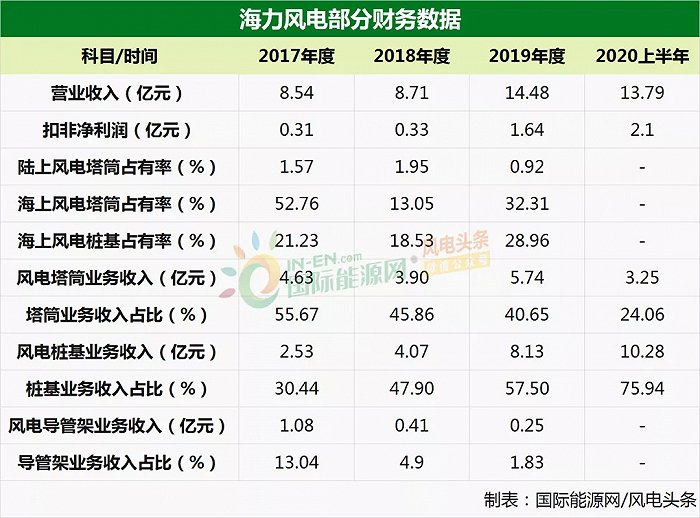 海力风电部分财务数据
科目/时间 2017年度 2018年度 2019年度 2020上半年
营业收入（亿元） 8.54 8.71 14.48 13.79
扣非净利润（亿元） 0.31 0.33 1.64 2.1
陆上风电塔筒占有率（%） 1.57 1.95 0.92 -
海上风电塔筒占有率（%） 52.76 13.05 32.31 -
海上风电桩基占有率（%） 21.23 18.53 28.96 -
IN-EN.com
国际能源网
风电头条
微信公众号
风电塔筒业务收入（亿元） 4.63 3.90 5.74 3.25
塔筒业务收入占比（%） 55.67 45.86 40.65 24.06
风电桩基业务收入（亿元） 2.53 4.07 8.13 10.28
桩基业务收入占比（%） 30.44 47.90 57.50 75.94
风电导管架业务收入（亿元） 1.08 0.41 0.25 -
导管架业务收入占比（%） 13.04 4.9 1.83 -
制表：国际能源网/风电头条